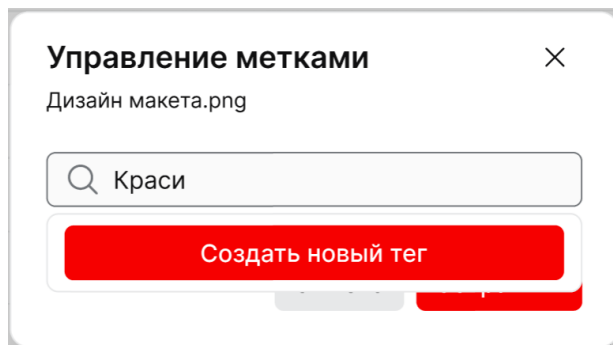 Управление метками
Дизайн макета.png
Краси
Создать новый тег